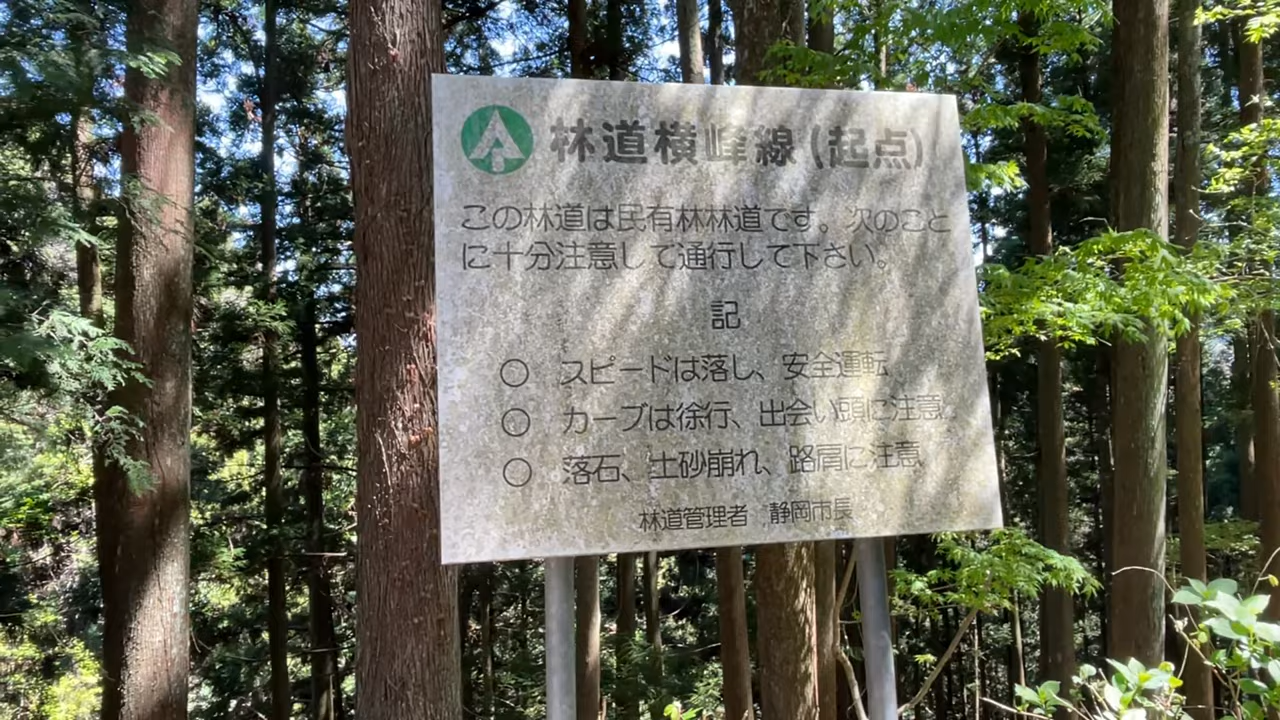 林道横峰線(起点)
この林道は民有林林道です。次のこと
に十分注意して通行して下さい。
記
○ スピードは落し、安全運転
○ カーブは徐行、出会い頭に注意
○ 落石、土砂崩れ、路肩に注意
林道管理者 静岡市長